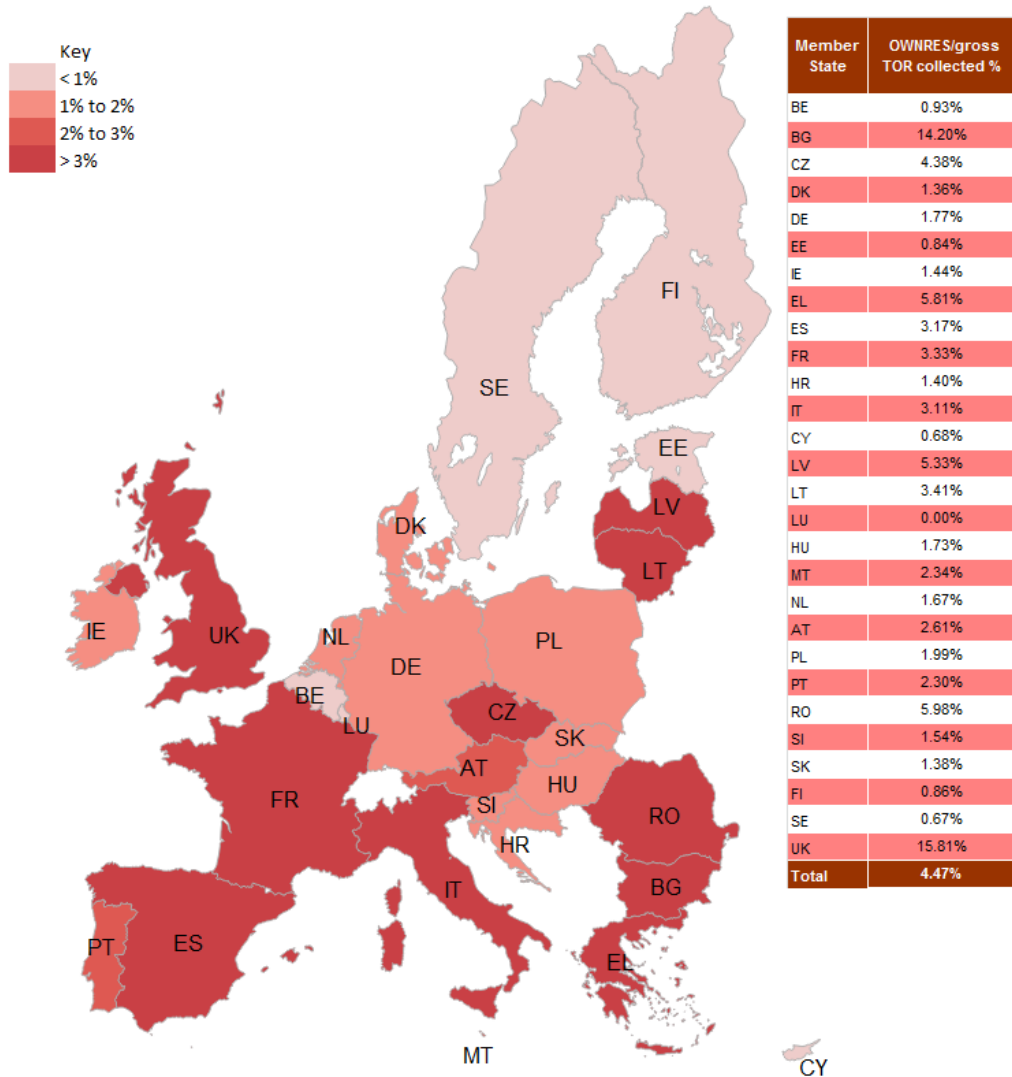 Key
< 1%
1% to 2%
2% to 3%
> 3%
SE
FI
EE
LV
LT
DK
IE
UK
NL
BE
LU
DE
PL
CZ
SK
AT
HU
SI
HR
FR
RO
BG
IT
PT
ES
EL
MT
CY
Member State OWNRES/gross TOR collected %
BE 0.93%
BG 14.20%
CZ 4.38%
DK 1.36%
DE 1.77%
EE 0.84%
IE 1.44%
EL 5.81%
ES 3.17%
FR 3.33%
HR 1.40%
IT 3.11%
CY 0.68%
LV 5.33%
LT 3.41%
LU 0.00%
HU 1.73%
MT 2.34%
NL 1.67%
AT 2.61%
PL 1.99%
PT 2.30%
RO 5.98%
SI 1.54%
SK 1.38%
FI 0.86%
SE 0.67%
UK 15.81%
Total 4.47%